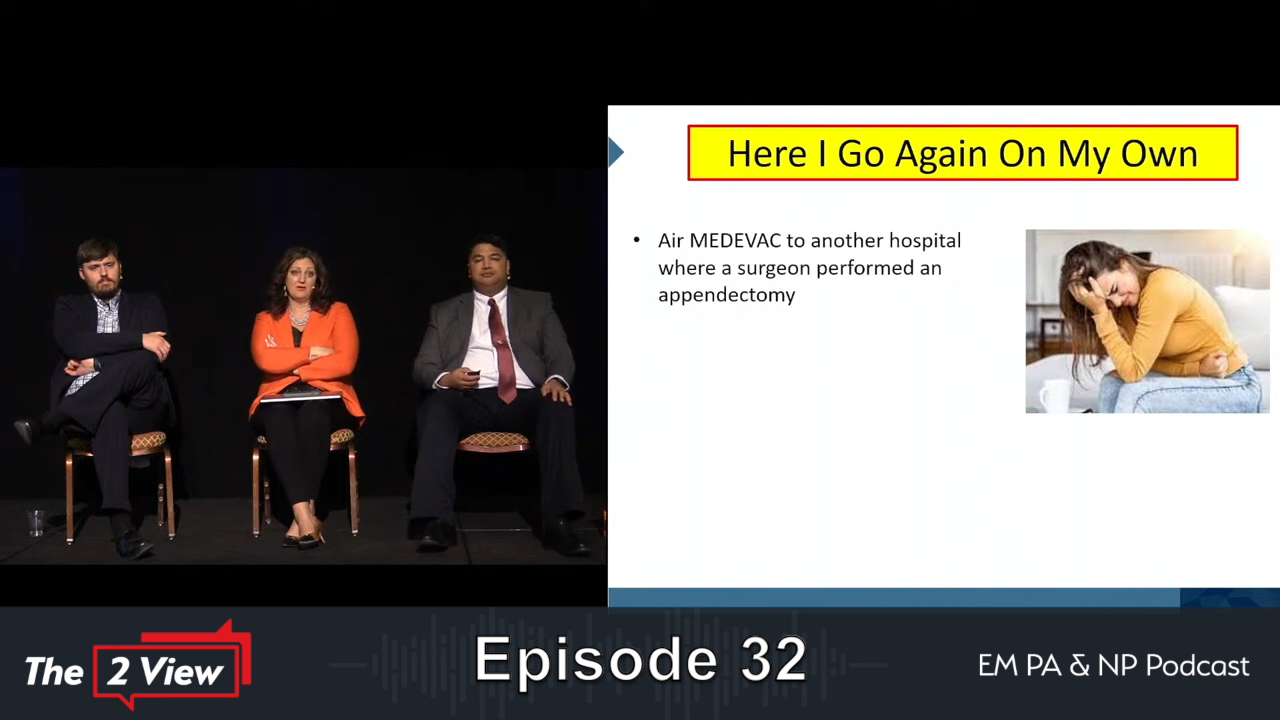 Here I Go Again On My Own
• Air MEDEVAC to another hospital
where a surgeon performed an
appendectomy
The 2 View
Episode 32
EM PA & NP Podcast